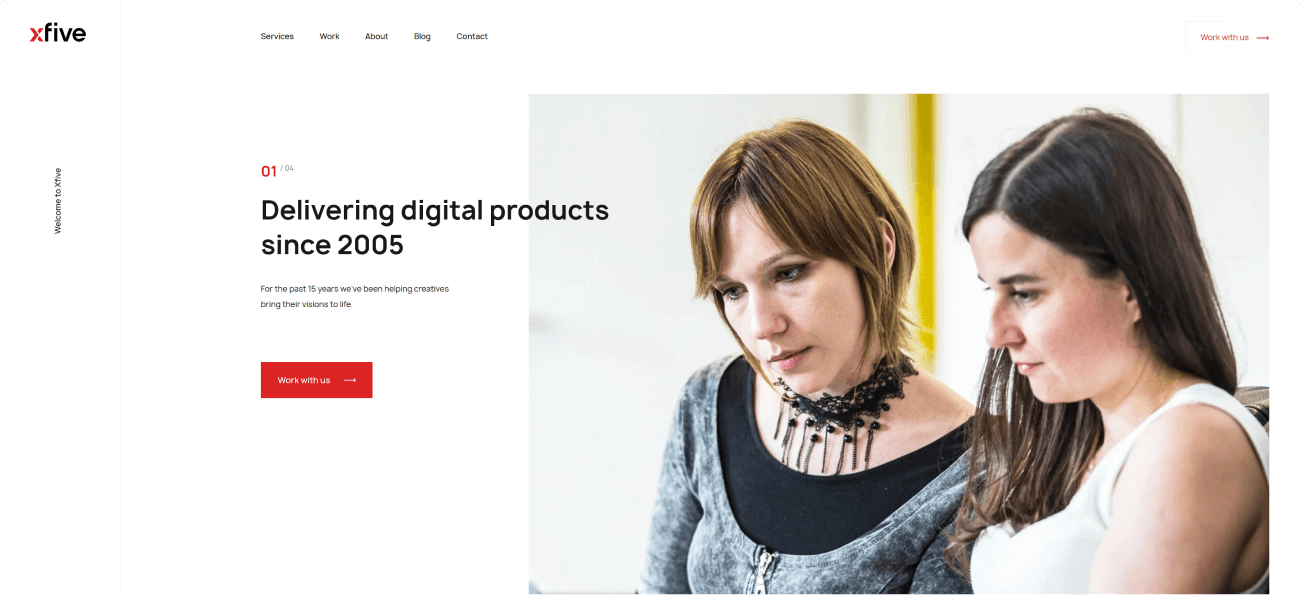 xfive
Services Work About Blog Contact
Work with us
Welcome to Xfive
01 / 04
Delivering digital products
since 2005
For the past 15 years we've been helping creatives
bring their visions to life.
Work with us